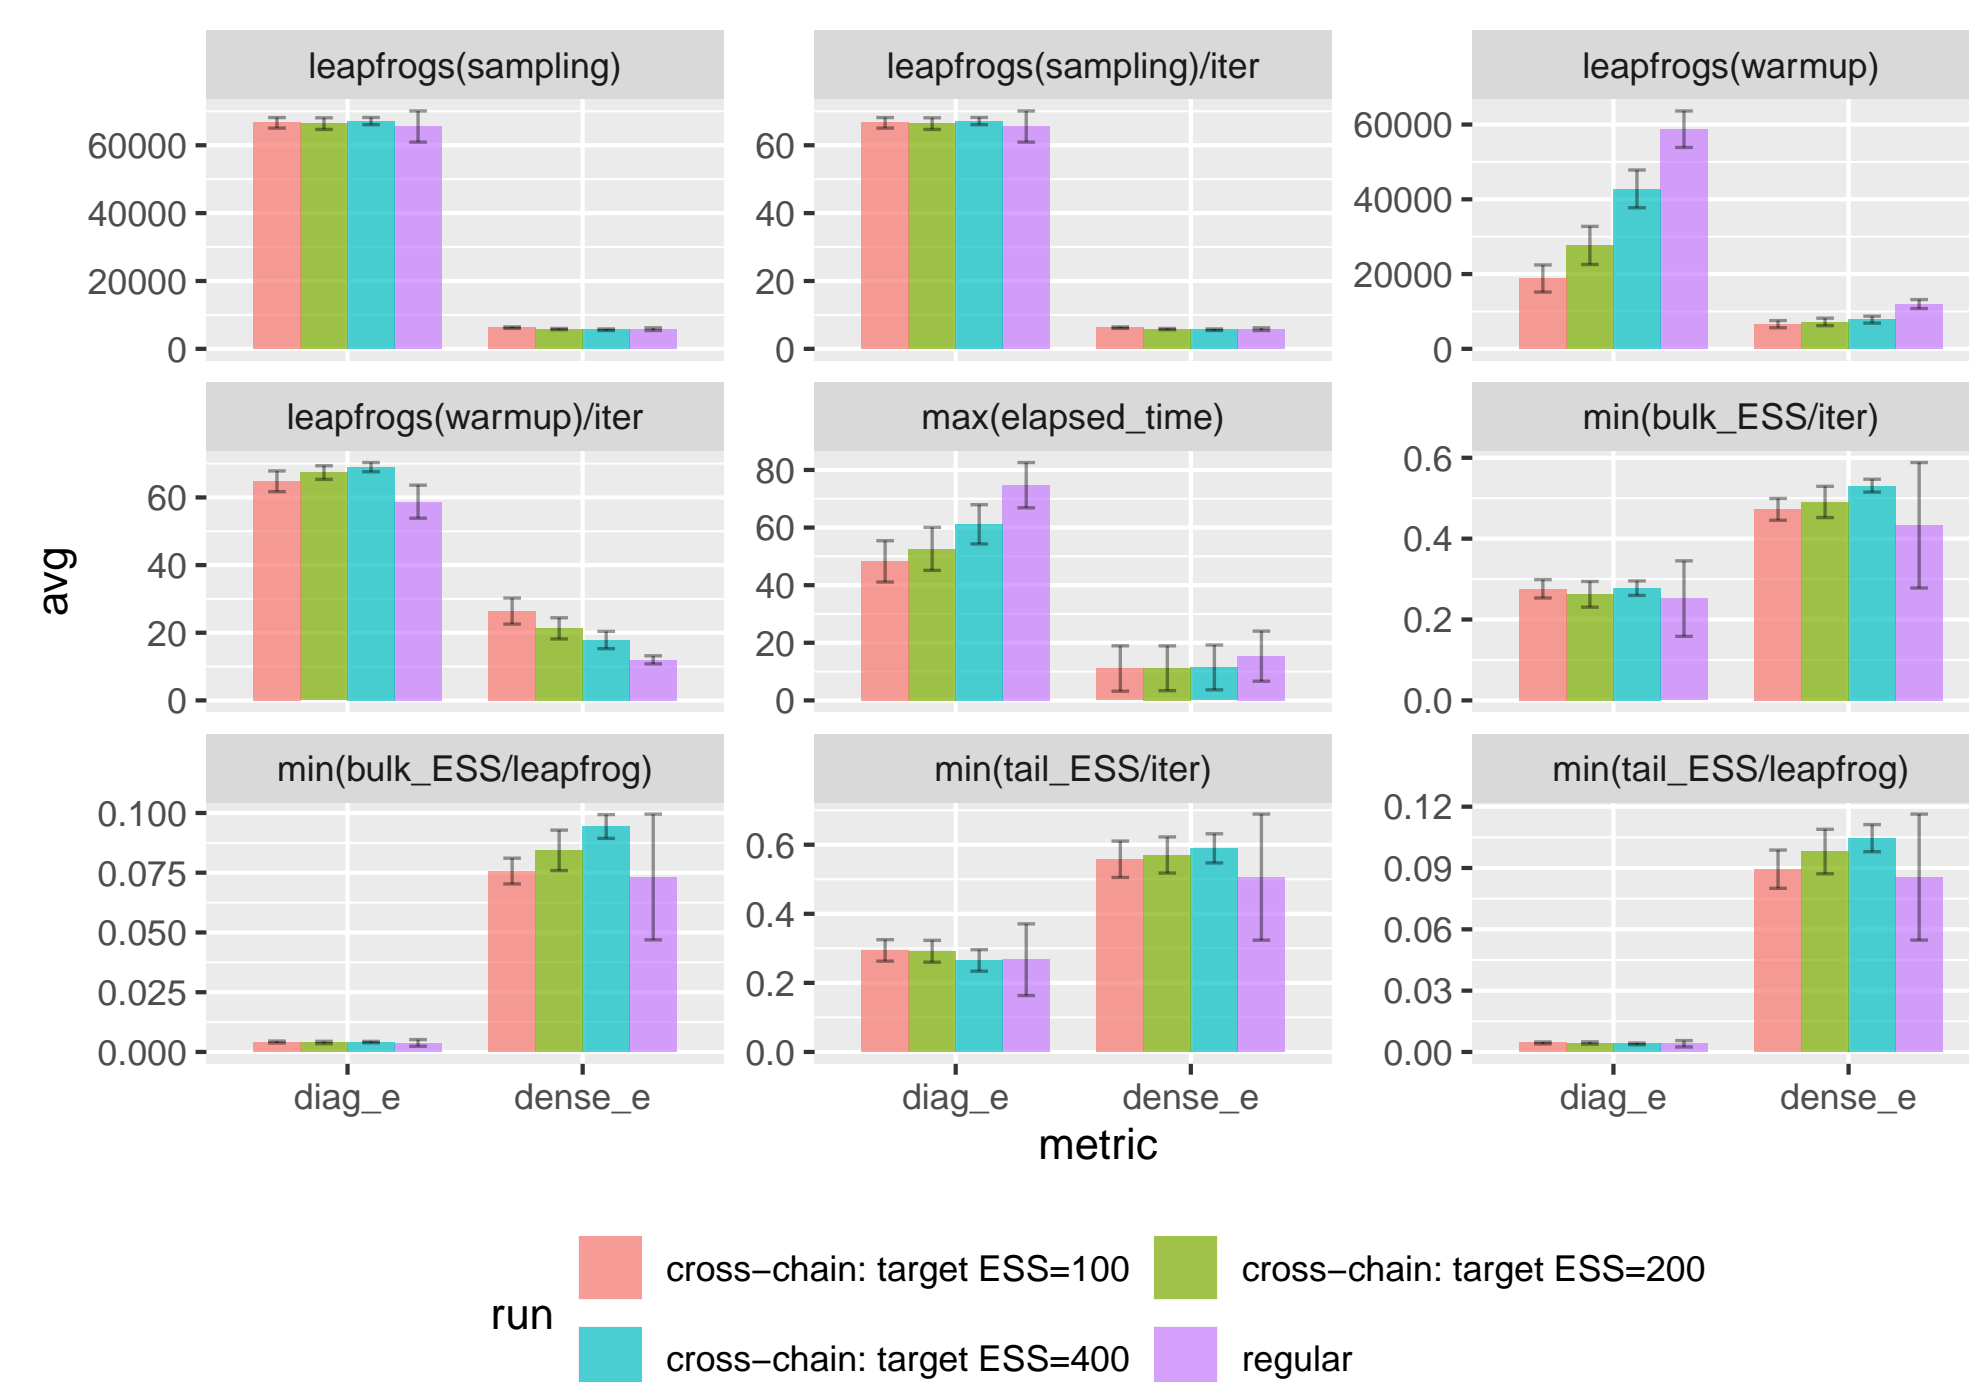 leapfrogs(sampling)
leapfrogs(sampling)/iter
leapfrogs(warmup)
60000
40000
20000
0
60
40
20
0
60000
40000
20000
0
leapfrogs(warmup)/iter
max(elapsed_time)
min(bulk_ESS/iter)
60
40
20
0
80
60
40
20
0
0.6
0.4
0.2
0.0
avg
min(bulk_ESS/leapfrog)
min(tail_ESS/iter)
min(tail_ESS/leapfrog)
0.100
0.075
0.050
0.025
0.000
0.6
0.4
0.2
0.0
0.12
0.09
0.06
0.03
0.00
diag_e dense_e
diag_e dense_e
diag_e dense_e
metric
run
cross−chain: target ESS=100
cross−chain: target ESS=200
cross−chain: target ESS=400
regular